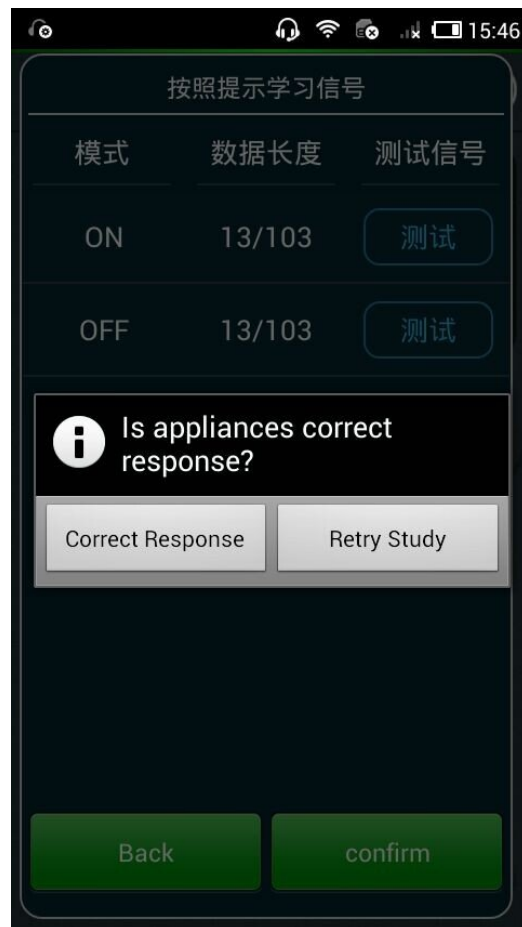 15:46
按照提示学习信号
模式 数据长度 测试信号
ON 13/103 测试
OFF 13/103 测试
Is appliances correct
response?
Correct Response Retry Study
Back confirm